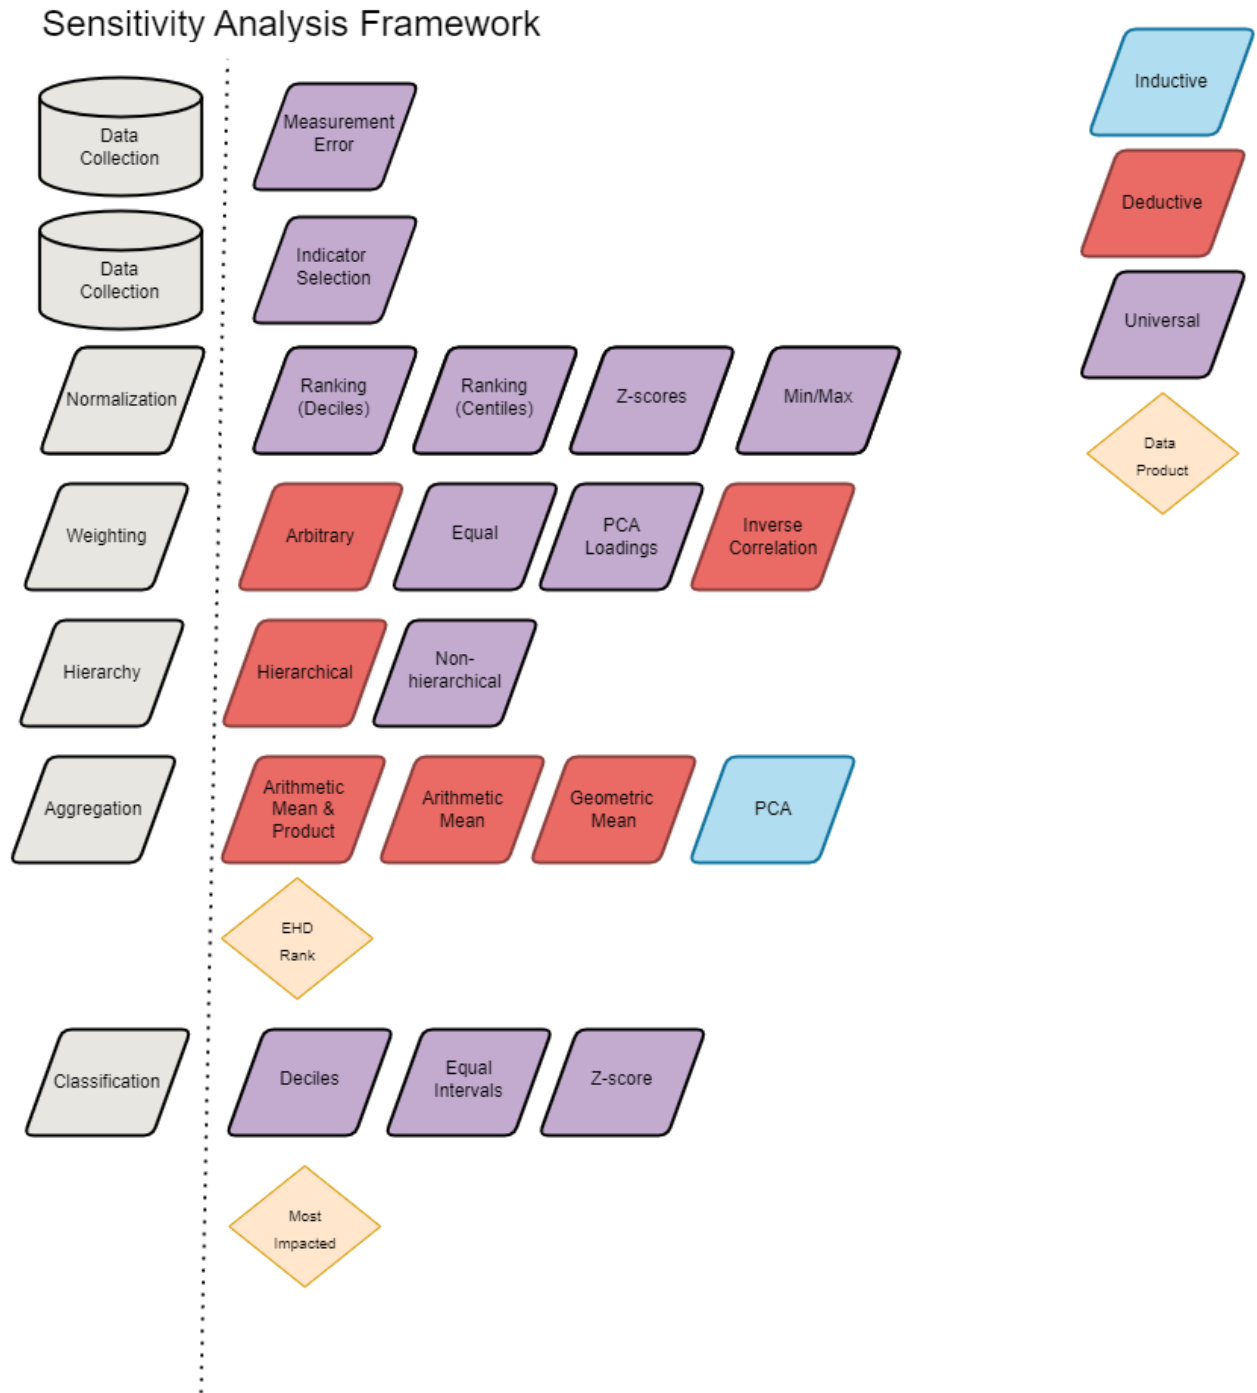 Sensitivity Analysis Framework
Inductive
Data
Collection
Measurement
Error
Deductive
Data
Collection
Indicator
Selection
Universal
Normalization
Ranking
(Deciles)
Ranking
(Centiles)
Z-scores
Min/Max
Data
Product
Weighting
Arbitrary
Equal
PCA
Loadings
Inverse
Correlation
Hierarchy
Hierarchical
Non-
hierarchical
Aggregation
Arithmetic
Mean &
Product
Arithmetic
Mean
Geometric
Mean
PCA
EHD
Rank
Classification
Deciles
Equal
Intervals
Z-score
Most
Impacted